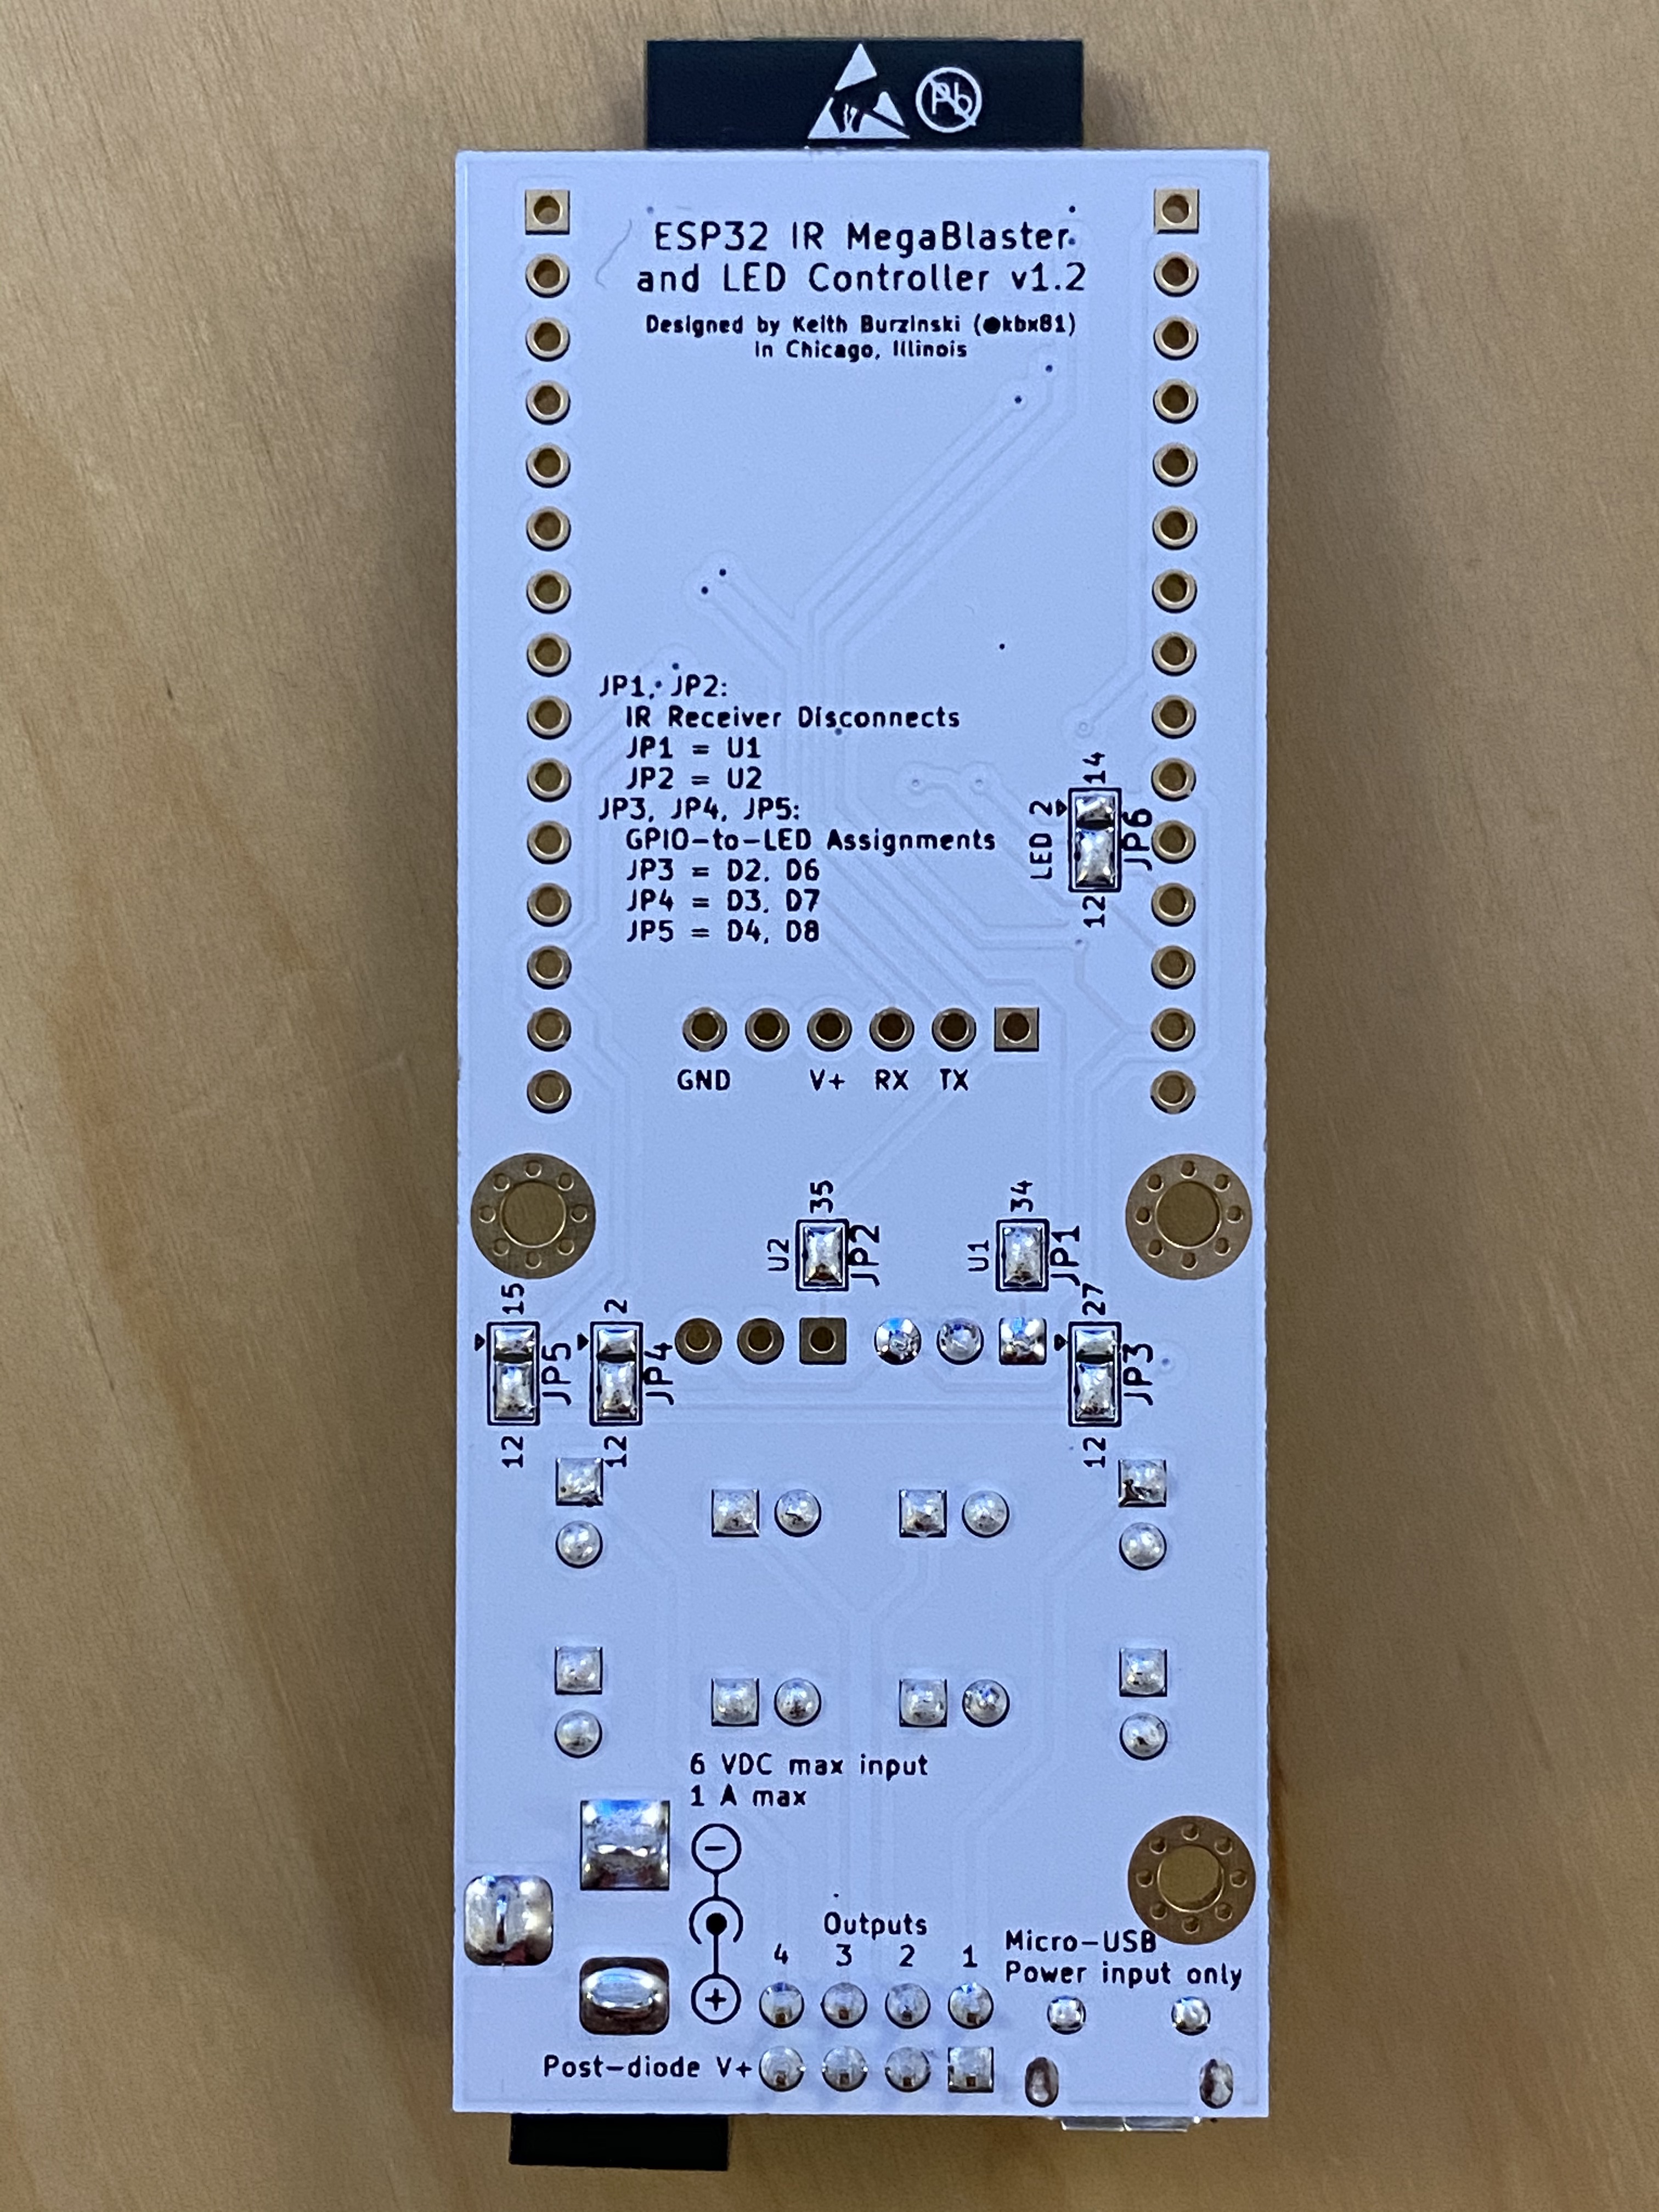 Pb
ESP32 IR MegaBlaster
and LED Controller v1.2
Designed by Keith Burzinski (@kbx81)
in Chicago, Illinois
JP1, JP2:
IR Receiver Disconnects
JP1 = U1
JP2 = U2
JP3, JP4, JP5:
GPIO-to-LED Assignments
JP3 = D2, D6
JP4 = D3, D7
JP5 = D4, D8
14
LED 2
JP6
12
GND V+ RX TX
35
U2
JP2
34
U1
JP1
15
JP5
12
2
JP4
12
27
JP3
12
6 VDC max input
1 A max
−
+
Outputs
4 3 2 1
Micro-USB
Power input only
Post-diode V+